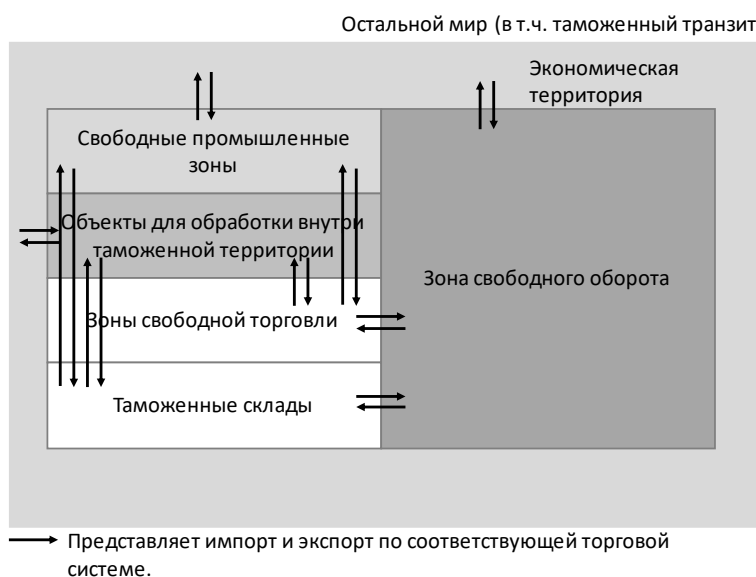 Остальной мир (в т.ч. таможенный транзит
Экономическая
территория
Свободные промышленные
зоны
Объекты для обработки внутри
таможенной территории
Зона свободного оборота
Зоны свободной торговли
Таможенные склады
Представляет импорт и экспорт по соответствующей торговой
системе.